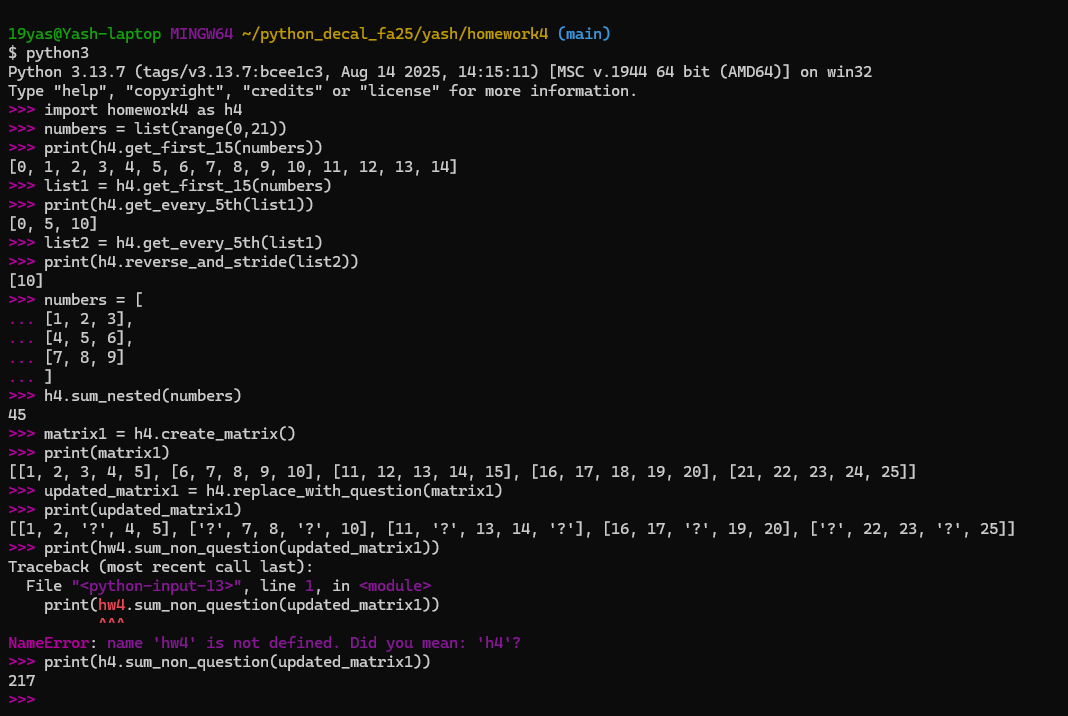 19yas@Yash-laptop MINGW64 ~/python_decal_fa25/yash/homework4 (main)
$ python3
Python 3.13.7 (tags/v3.13.7:bcee1c3, Aug 14 2025, 14:15:11) [MSC v.1944 64 bit (AMD64)] on win32
Type "help", "copyright", "credits" or "license" for more information.
>>> import homework4 as h4
>>> numbers = list(range(0,21))
>>> print(h4.get_first_15(numbers))
[0, 1, 2, 3, 4, 5, 6, 7, 8, 9, 10, 11, 12, 13, 14]
>>> list1 = h4.get_first_15(numbers)
>>> print(h4.get_every_5th(list1))
[0, 5, 10]
>>> list2 = h4.get_every_5th(list1)
>>> print(h4.reverse_and_stride(list2))
[10]
>>> numbers = [
... [1, 2, 3],
... [4, 5, 6],
... [7, 8, 9]
... ]
>>> h4.sum_nested(numbers)
45
>>> matrix1 = h4.create_matrix()
>>> print(matrix1)
[[1, 2, 3, 4, 5], [6, 7, 8, 9, 10], [11, 12, 13, 14, 15], [16, 17, 18, 19, 20], [21, 22, 23, 24, 25]]
>>> updated_matrix1 = h4.replace_with_question(matrix1)
>>> print(updated_matrix1)
[[1, 2, '?', 4, 5], ['?', 7, 8, '?', 10], [11, '?', 13, 14, '?'], [16, 17, '?', 19, 20], ['?', 22, 23, '?', 25]]
>>> print(hw4.sum_non_question(updated_matrix1))
Traceback (most recent call last):
  File "<python-input-13>", line 1, in <module>
    print(hw4.sum_non_question(updated_matrix1))
          ^^^
NameError: name 'hw4' is not defined. Did you mean: 'h4'?
>>> print(h4.sum_non_question(updated_matrix1))
217
>>>